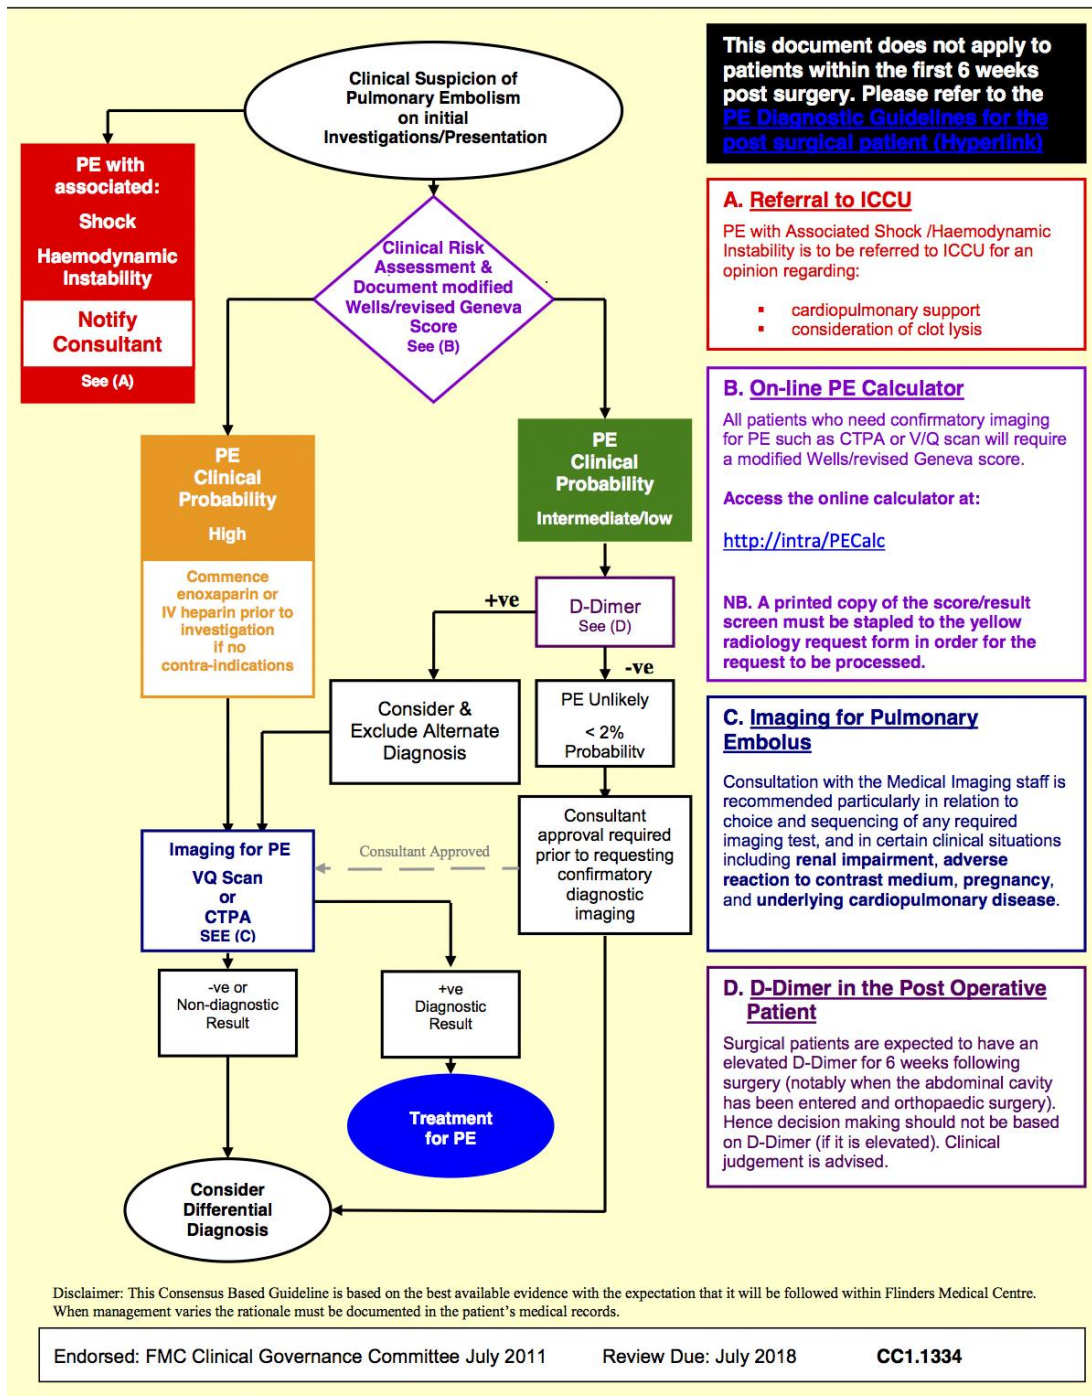 Clinical Suspicion of
Pulmonary Embolism
on initial
Investigations/Presentation
PE with
associated:
Shock
Haemodynamic
Instability
Notify
Consultant
See (A)
Clinical Risk
Assessment &
Document modified
Wells/revised Geneva
Score
See (B)
PE
Clinical
Probability
High
Commence
enoxaparin or
IV heparin prior to
investigation
if no
contra-indications
PE
Clinical
Probability
Intermediate/low
+ve
D-Dimer
See (D)
-ve
Consider &
Exclude Alternate
Diagnosis
PE Unlikely
< 2%
Probability
Consultant
approval required
prior to requesting
confirmatory
diagnostic
imaging
Consultant Approved
Imaging for PE
VQ Scan
or
CTPA
SEE (C)
-ve or
Non-diagnostic
Result
+ve
Diagnostic
Result
Treatment
for PE
Consider
Differential
Diagnosis
This document does not apply to
patients within the first 6 weeks
post surgery. Please refer to the
PE Diagnostic Guidelines for the
post surgical patient (Hyperlink)
A. Referral to ICCU
PE with Associated Shock /Haemodynamic
Instability is to be referred to ICCU for an
opinion regarding:
▪ cardiopulmonary support
▪ consideration of clot lysis
B. On-line PE Calculator
All patients who need confirmatory imaging
for PE such as CTPA or V/Q scan will require
a modified Wells/revised Geneva score.
Access the online calculator at:
http://intra/PECalc
NB. A printed copy of the score/result
screen must be stapled to the yellow
radiology request form in order for the
request to be processed.
C. Imaging for Pulmonary
Embolus
Consultation with the Medical Imaging staff is
recommended particularly in relation to
choice and sequencing of any required
imaging test, and in certain clinical situations
including renal impairment, adverse
reaction to contrast medium, pregnancy,
and underlying cardiopulmonary disease.
D. D-Dimer in the Post Operative
Patient
Surgical patients are expected to have an
elevated D-Dimer for 6 weeks following
surgery (notably when the abdominal cavity
has been entered and orthopaedic surgery).
Hence decision making should not be based
on D-Dimer (if it is elevated). Clinical
judgement is advised.
Disclaimer: This Consensus Based Guideline is based on the best available evidence with the expectation that it will be followed within Flinders Medical Centre.
When management varies the rationale must be documented in the patient's medical records.
Endorsed: FMC Clinical Governance Committee July 2011 Review Due: July 2018 CC1.1334